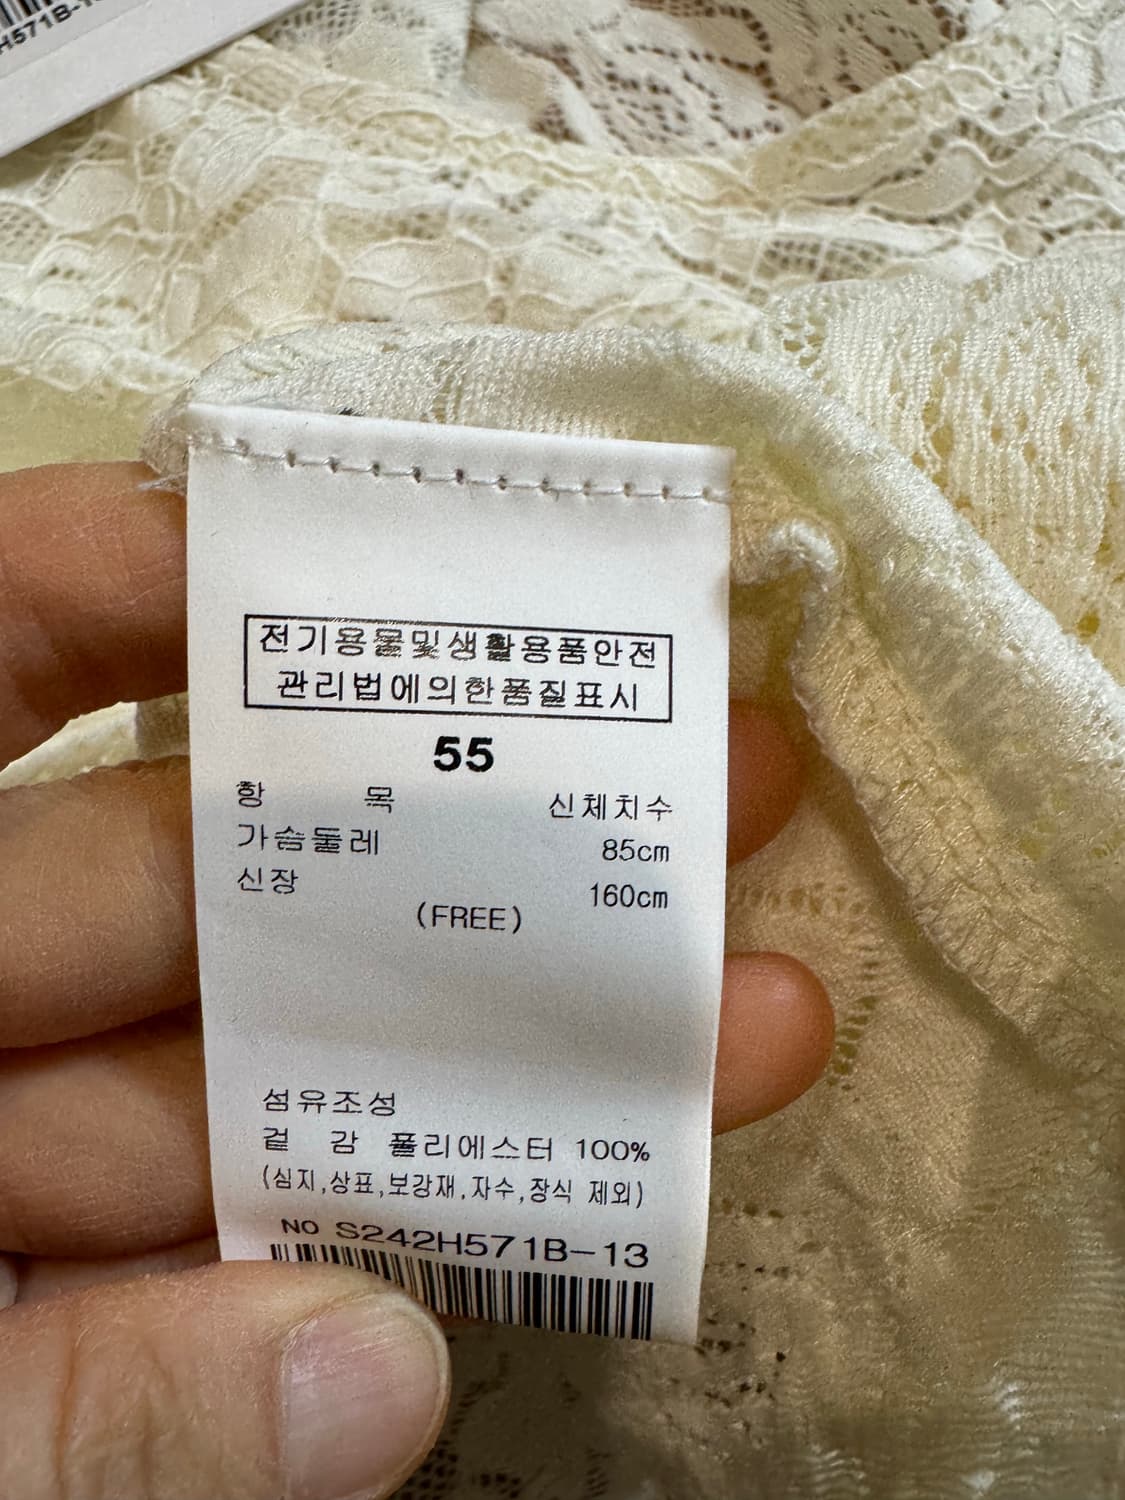 H571B-1
전기용품및생활용품안전
관리법에의한품질표시
55
항 목 신체치수
가슴둘레 85cm
신장 160cm
(FREE)
섬유조성
겉 감 폴리에스터 100%
(심지,상표,보강재,자수,장식 제외)
NO S242H571B-13